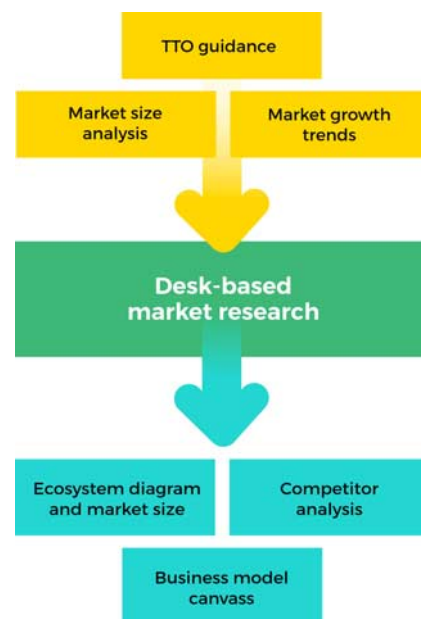 TTO guidance
Market size
analysis
Market growth
trends
Desk-based
market research
Ecosystem diagram
and market size
Competitor
analysis
Business model
canvass